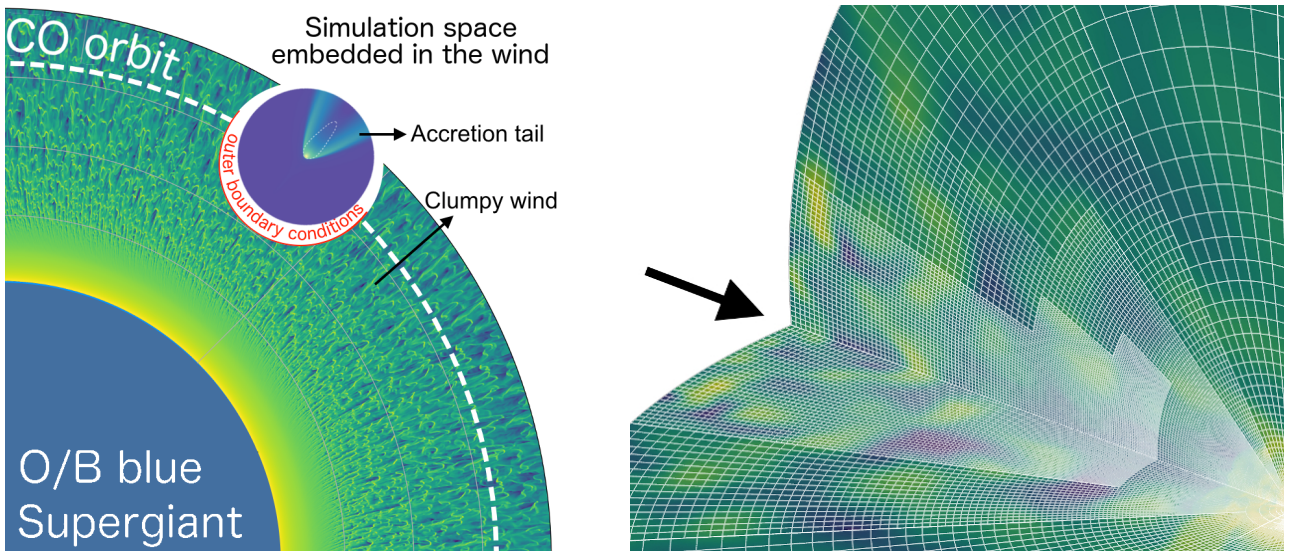 CO orbit
Simulation space
embedded in the wind
Accretion tail
outer boundary conditions
Clumpy wind
O/B blue
Supergiant